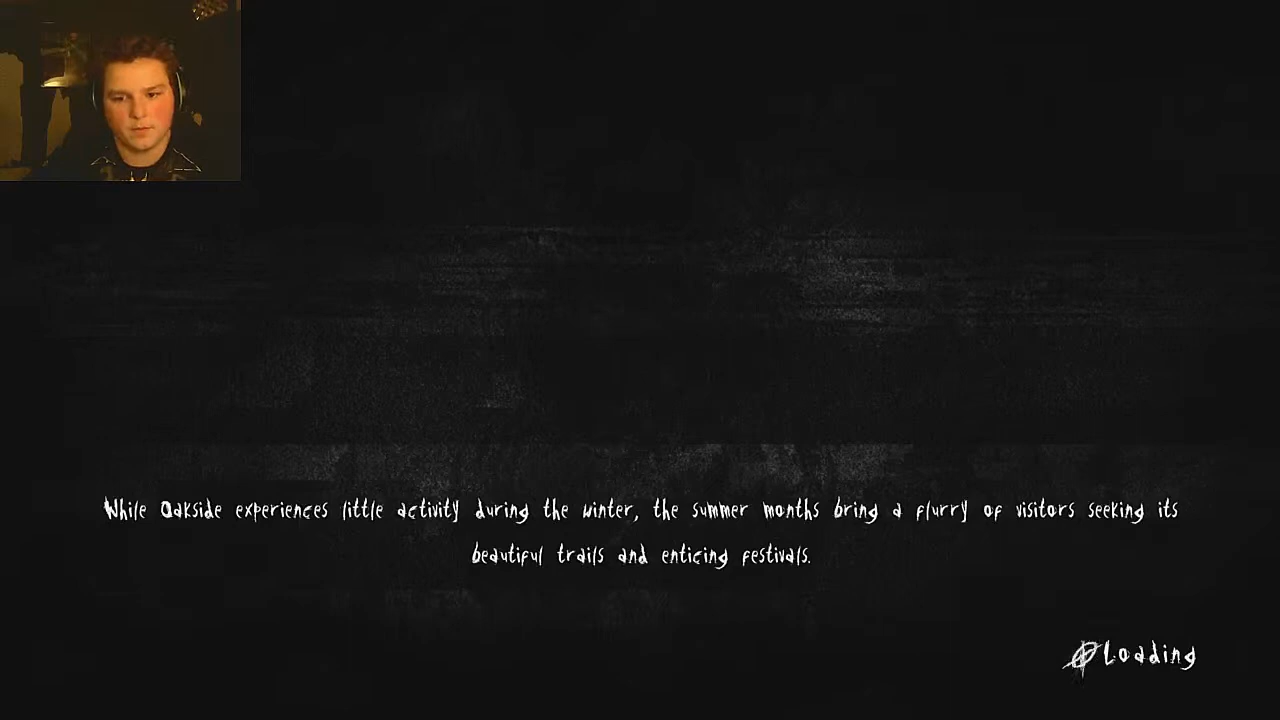 While Oakside experiences little activity during the winter, the summer months bring a flurry of visitors seeking its
beautiful trails and enticing festivals.
Loading